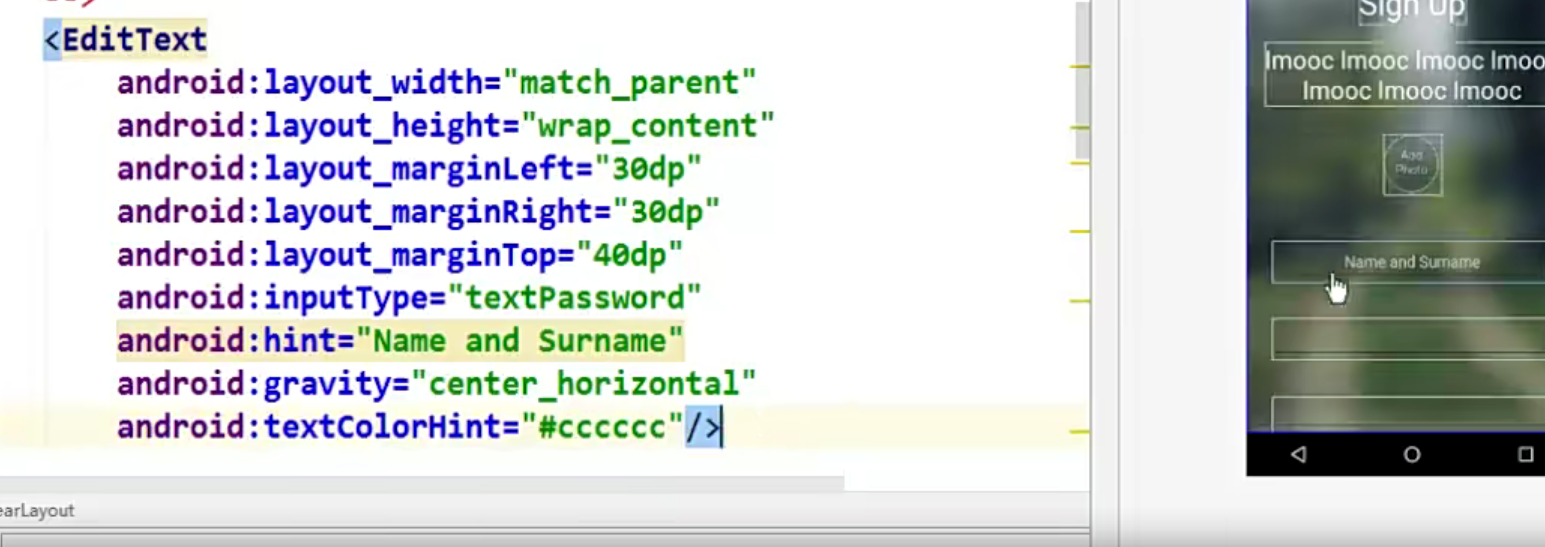 <EditText
android:layout_width="match_parent"
android:layout_height="wrap_content"
android:layout_marginLeft="30dp"
android:layout_marginRight="30dp"
android:layout_marginTop="40dp"
android:inputType="textPassword"
android:hint="Name and Surname"
android:gravity="center_horizontal"
android:textColorHint="#cccccc"/>
earLayout
Sign Up
Imooc Imooc Imooc Imoo
Imooc Imooc Imooc
Add
Photo
Name and Surname